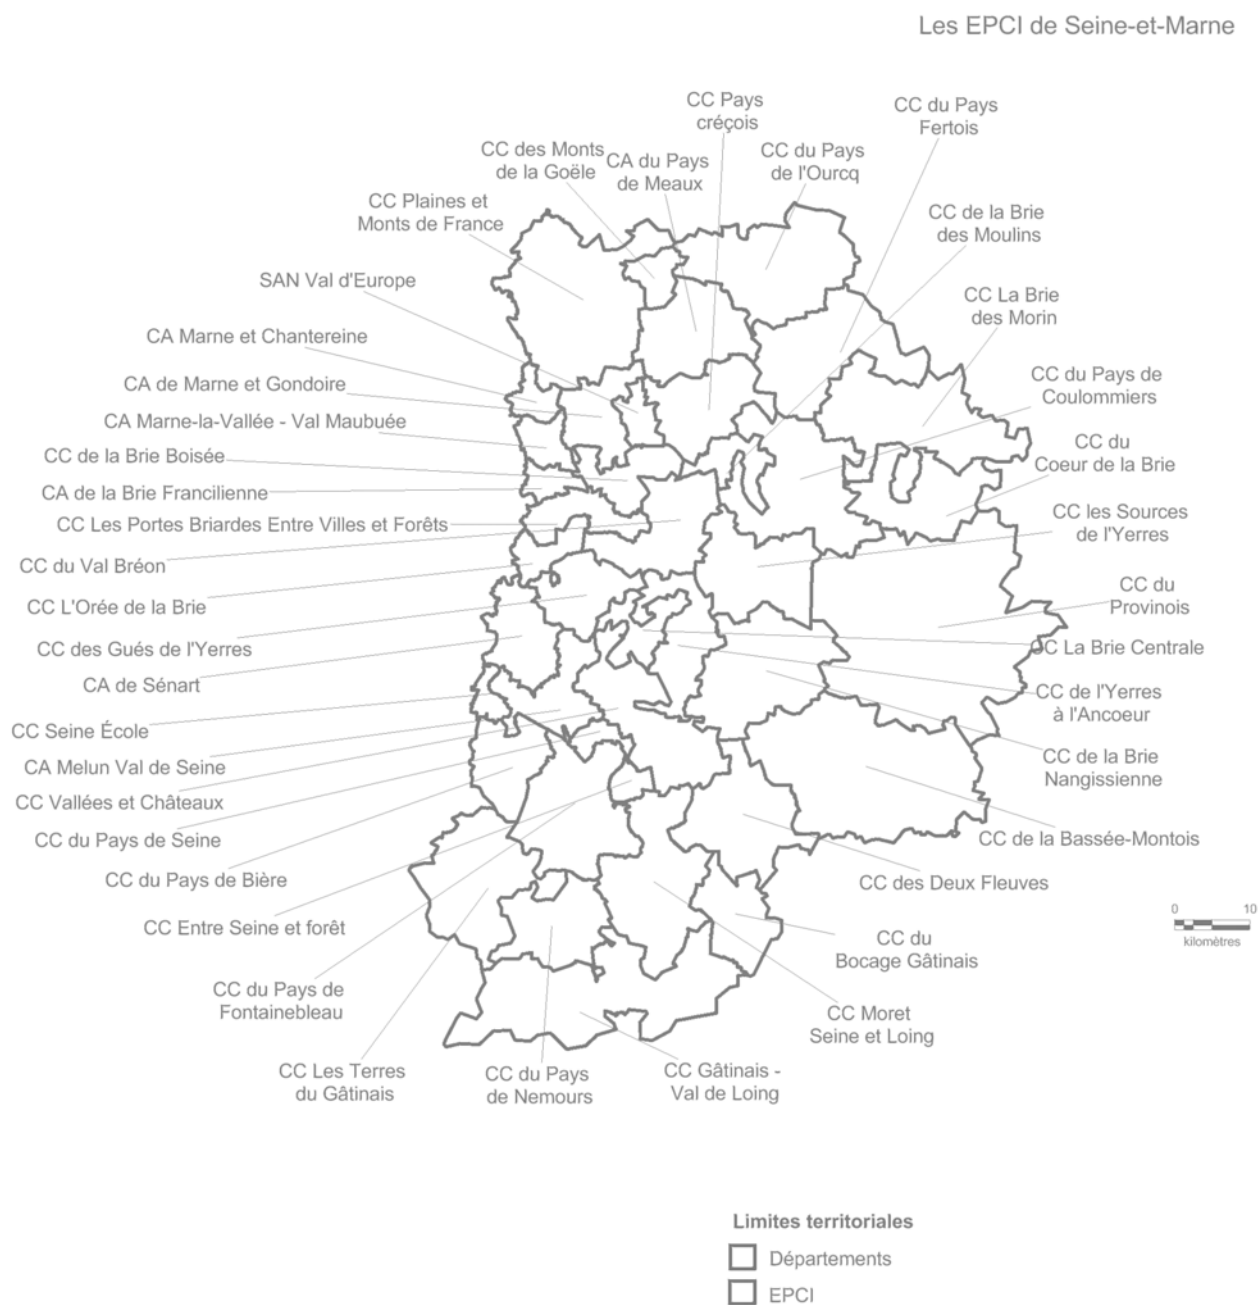 Les EPCI de Seine-et-Marne
CC Pays
créçois
CC du Pays
Fertois
CC des Monts
de la Goële
CA du Pays
de Meaux
CC du Pays
de l'Ourcq
CC Plaines et
Monts de France
CC de la Brie
des Moulins
SAN Val d'Europe
CC La Brie
des Morin
CA Marne et Chantereine
CC du Pays de
Coulommiers
CA de Marne et Gondoire
CA Marne-la-Vallée - Val Maubuée
CC du
Coeur de la Brie
CC de la Brie Boisée
CA de la Brie Francilienne
CC les Sources
de l'Yerres
CC Les Portes Briardes Entre Villes et Forêts
CC du Val Bréon
CC du
Provinois
CC L'Orée de la Brie
CC des Gués de l'Yerres
CC La Brie Centrale
CA de Sénart
CC de l'Yerres
à l'Ancoeur
CC Seine École
CC de la Brie
Nangissienne
CA Melun Val de Seine
CC Vallées et Châteaux
CC du Pays de Seine
CC de la Bassée-Montois
CC du Pays de Bière
CC des Deux Fleuves
CC Entre Seine et forêt
0 10
kilomètres
CC du
Bocage Gâtinais
CC du Pays de
Fontainebleau
CC Moret
Seine et Loing
CC Les Terres
du Gâtinais
CC du Pays
de Nemours
CC Gâtinais -
Val de Loing
Limites territoriales
Départements
EPCI